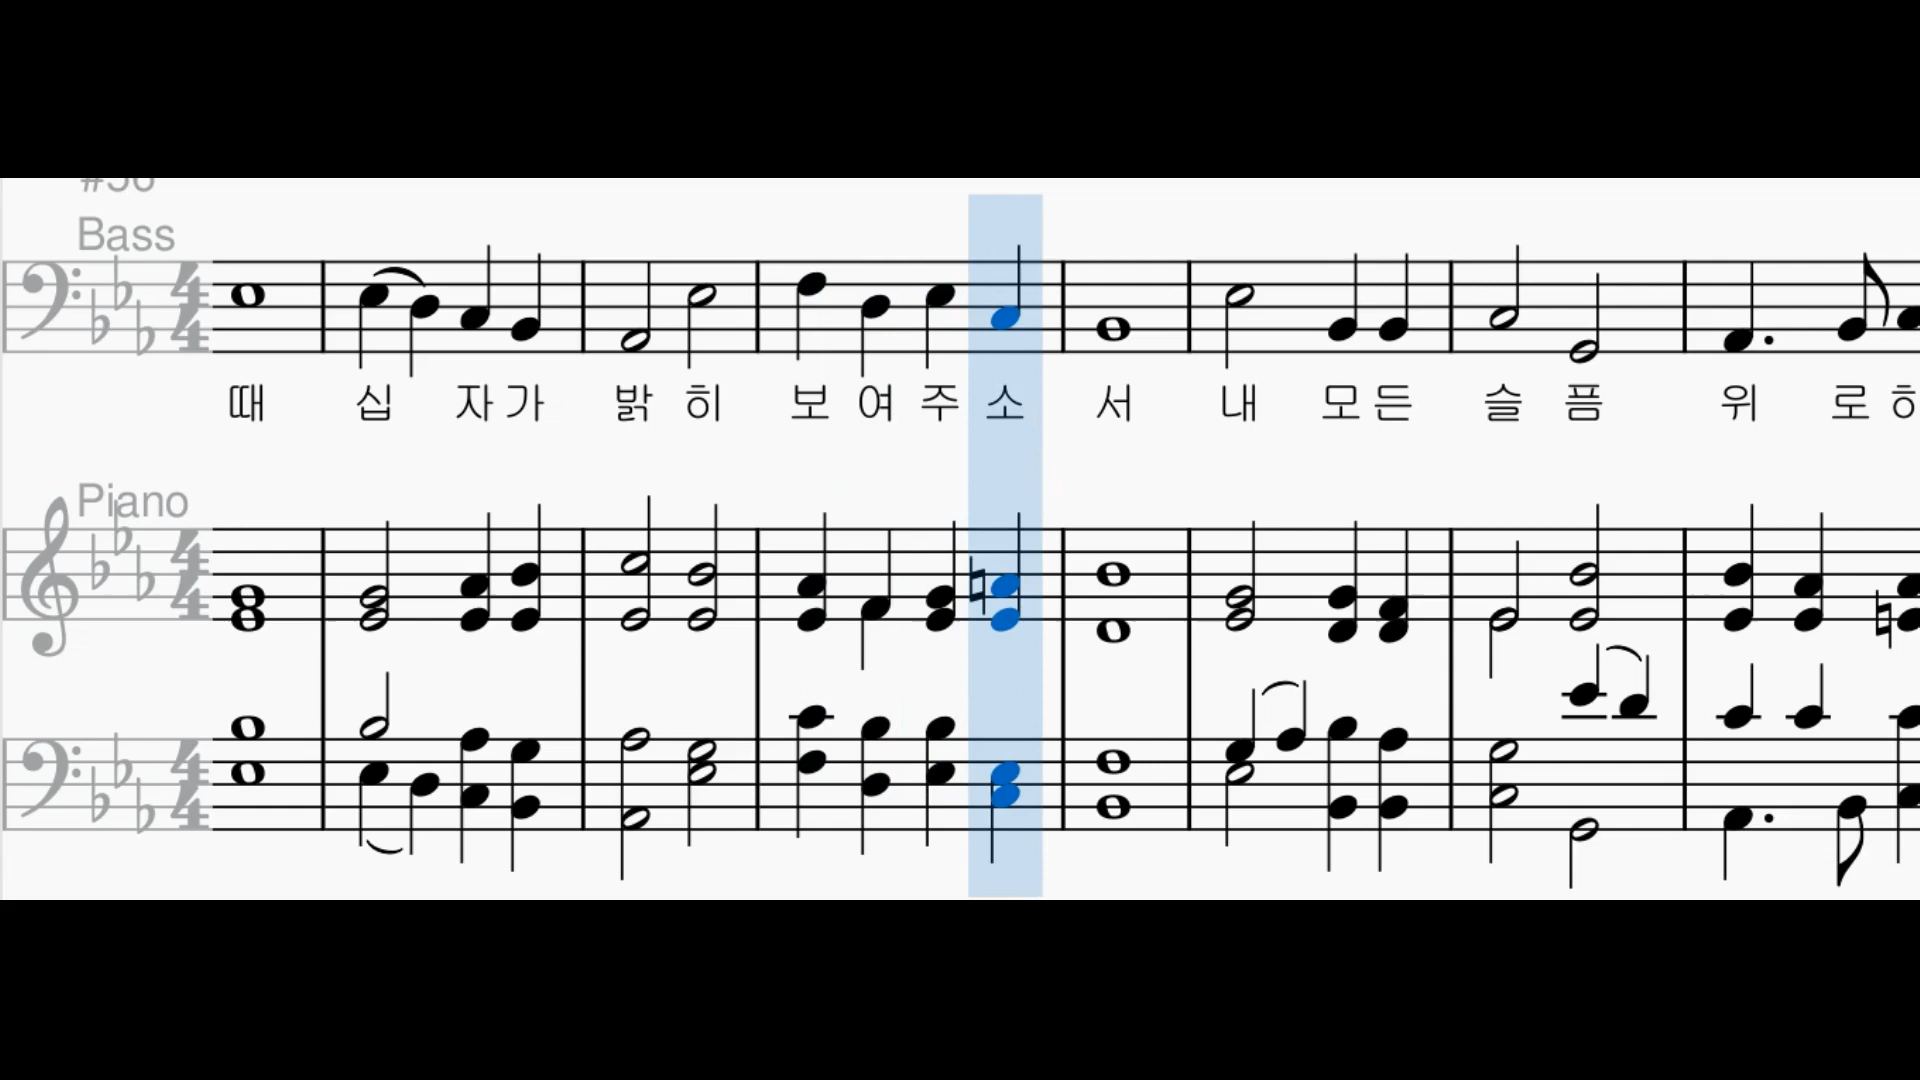 Bass
때 십 자가 밝 히 보 여 주 소 서 내 모든 슬 픔 위 로
Piano